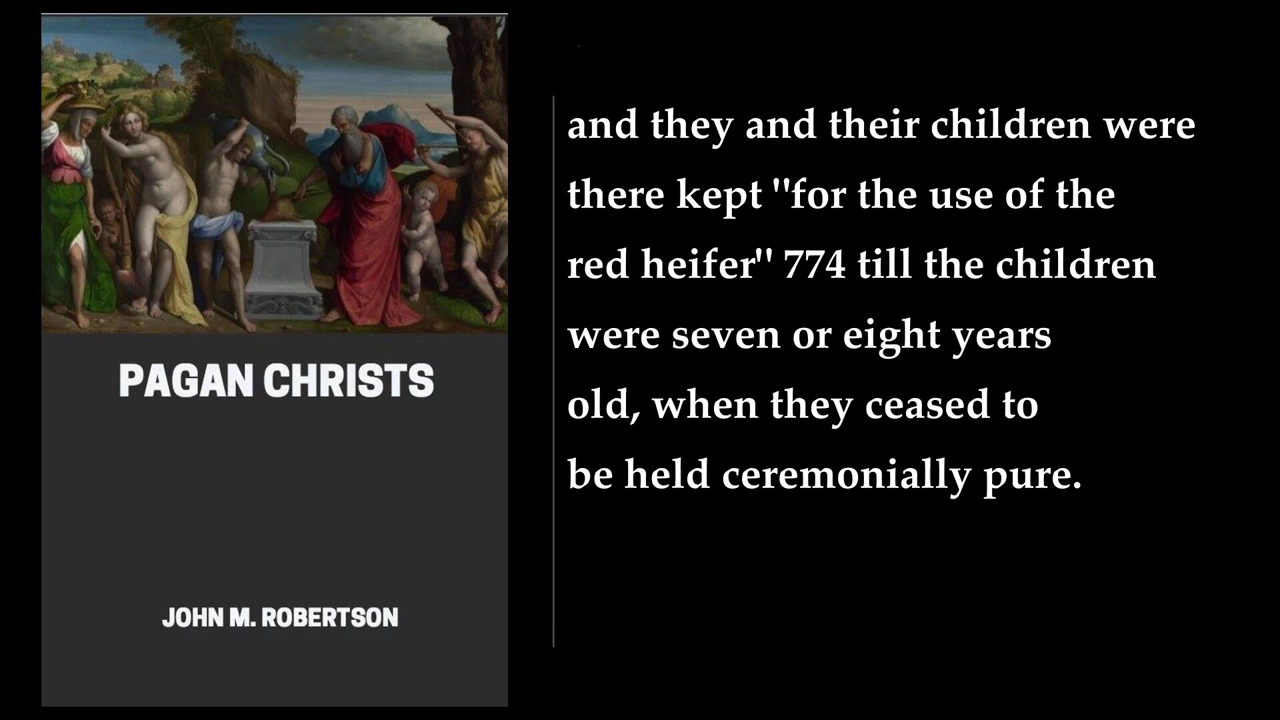 PAGAN CHRISTS
JOHN M. ROBERTSON
and they and their children were
there kept "for the use of the
red heifer" 774 till the children
were seven or eight years
old, when they ceased to
be held ceremonially pure.